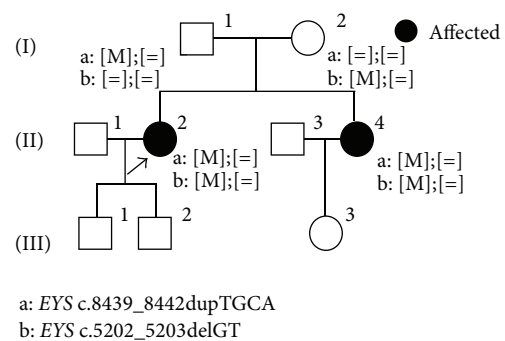 (I) 1 2 Affected
a: [M];[=] a: [=];[=]
b: [=];[=] b: [M];[=]
(II) 1 2 3 4
a: [M];[=] a: [M];[=]
b: [M];[=] b: [M];[=]
(III) 1 2 3
a: EYS c.8439_8442dupTGCA
b: EYS c.5202_5203delGT